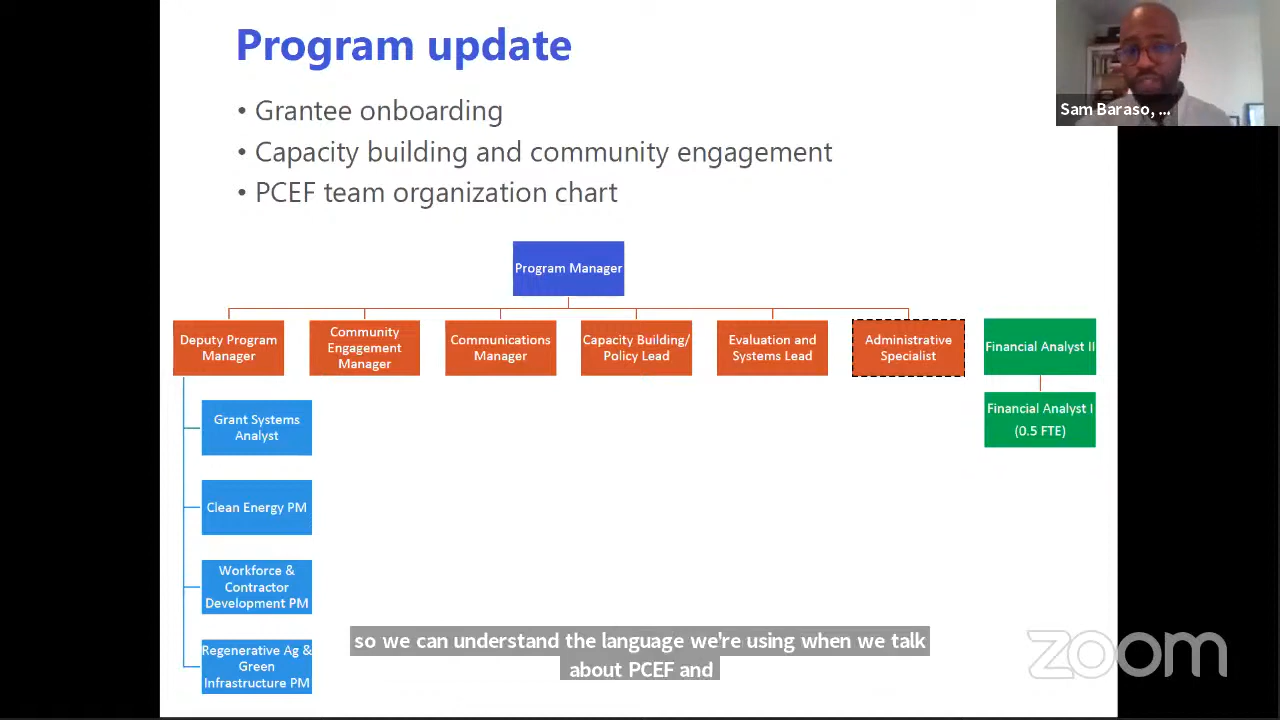 Program update
• Grantee onboarding
• Capacity building and community engagement
• PCEF team organization chart
Sam Baraso, ...
Program Manager
Deputy Program
Manager
Community
Engagement
Manager
Communications
Manager
Capacity Building/
Policy Lead
Evaluation and
Systems Lead
Administrative
Specialist
Financial Analyst II
Financial Analyst I
(0.5 FTE)
Grant Systems
Analyst
Clean Energy PM
Workforce &
Contractor
Development PM
Regenerative Ag &
Green
Infrastructure PM
so we can understand the language we're using when we talk
about PCEF and
zoom